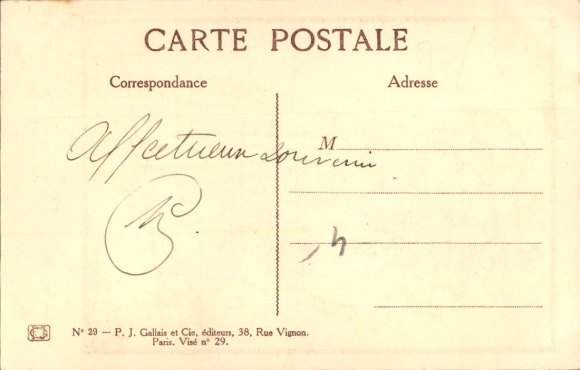 CARTE POSTALE
Correspondance
Adresse
Affectueux souvenir
M
N° 29 — P. J. Gallais et Cie, éditeurs, 38, Rue Vignon.
Paris. Visé n° 29.